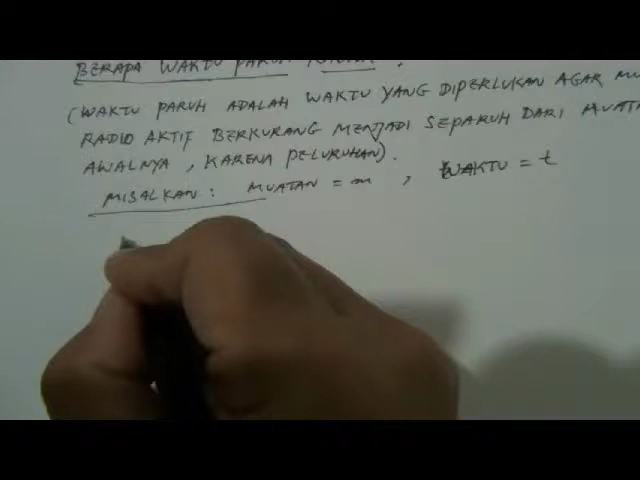 BERAPA WAKTU PARUH
(WAKTU PARUH ADALAH WAKTU YANG DIPERLUKAN AGAR
RADIO AKTIF BERKURANG MENJADI SEPARUH DARI
AWALNYA, KARENA PELURUHAN).
MISALKAN: MUATAN = m, WAKTU = t